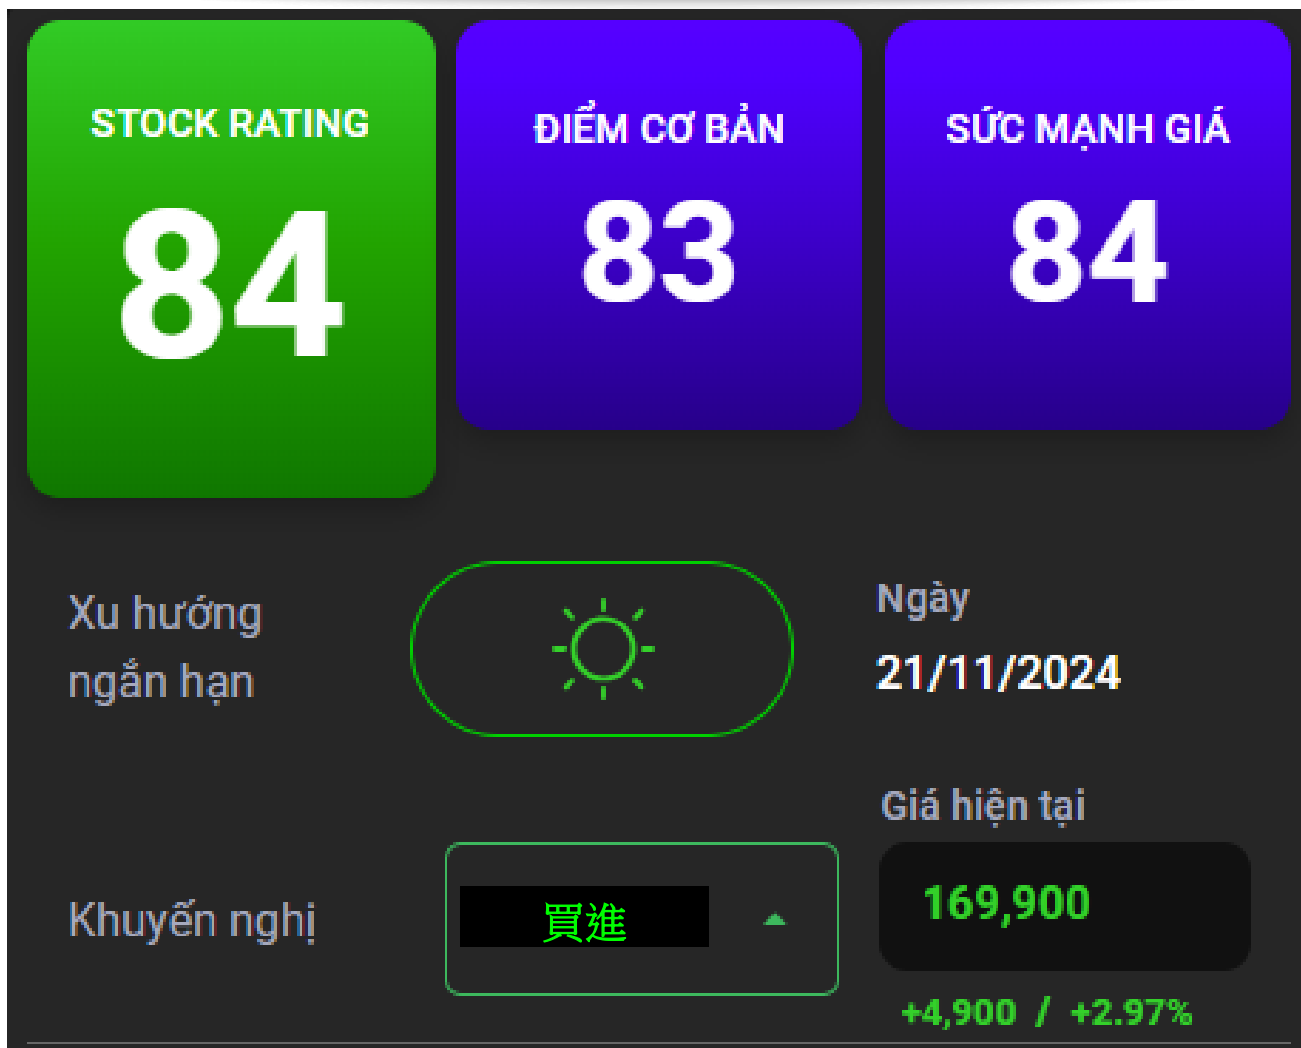 STOCK RATING
84
ĐIỂM CƠ BẢN
83
SỨC MẠNH GIÁ
84
Xu hướng
ngắn hạn
Ngày
21/11/2024
Khuyến nghị
買進
Giá hiện tại
169,900
+4,900 / +2.97%